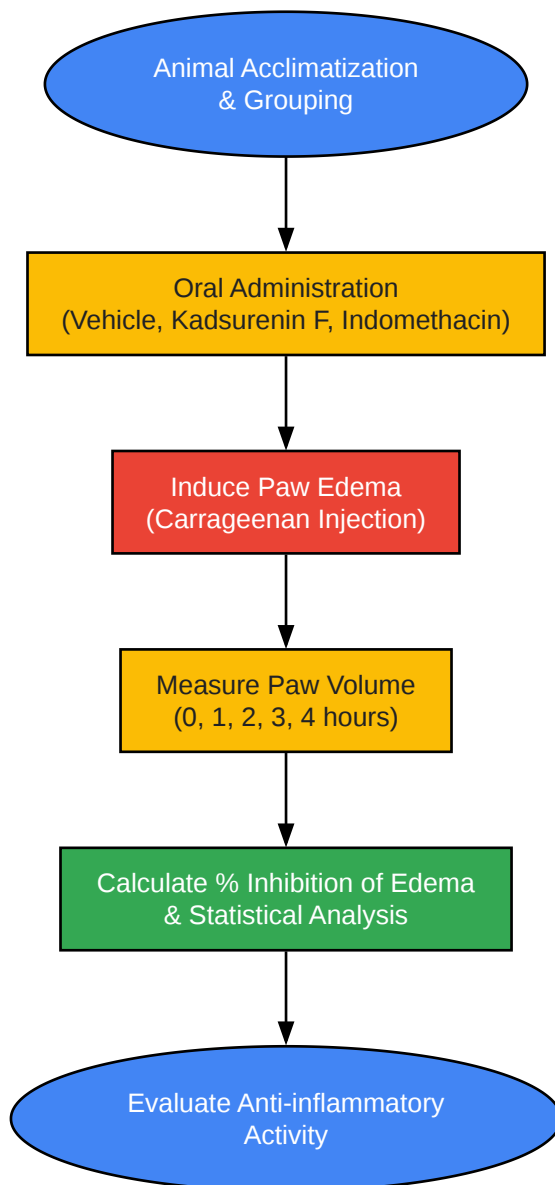 Animal Acclimatization
& Grouping
Oral Administration
(Vehicle, Kadsurenin F, Indomethacin)
Induce Paw Edema
(Carrageenan Injection)
Measure Paw Volume
(0, 1, 2, 3, 4 hours)
Calculate % Inhibition of Edema
& Statistical Analysis
Evaluate Anti-inflammatory
Activity